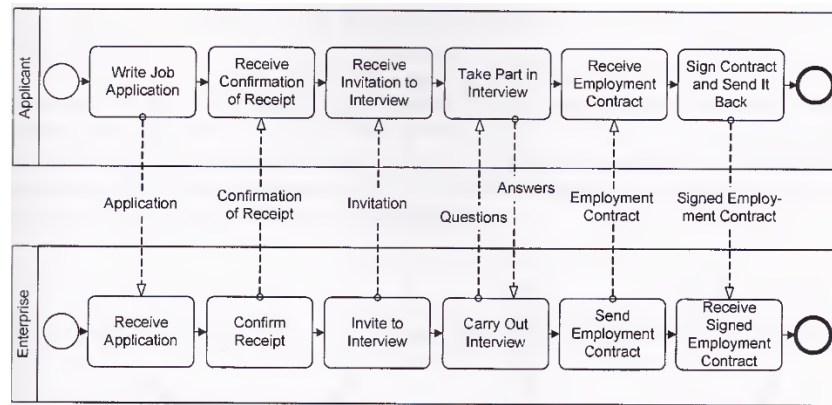 Applicant
Write Job
Application
Receive
Confirmation
of Receipt
Receive
Invitation to
Interview
Take Part in
Interview
Receive
Employment
Contract
Sign Contract
and Send It
Back
Application
Confirmation
of Receipt
Invitation
Questions
Answers
Employment
Contract
Signed Employ-
ment Contract
Enterprise
Receive
Application
Confirm
Receipt
Invite to
Interview
Carry Out
Interview
Send
Employment
Contract
Receive
Signed
Employment
Contract